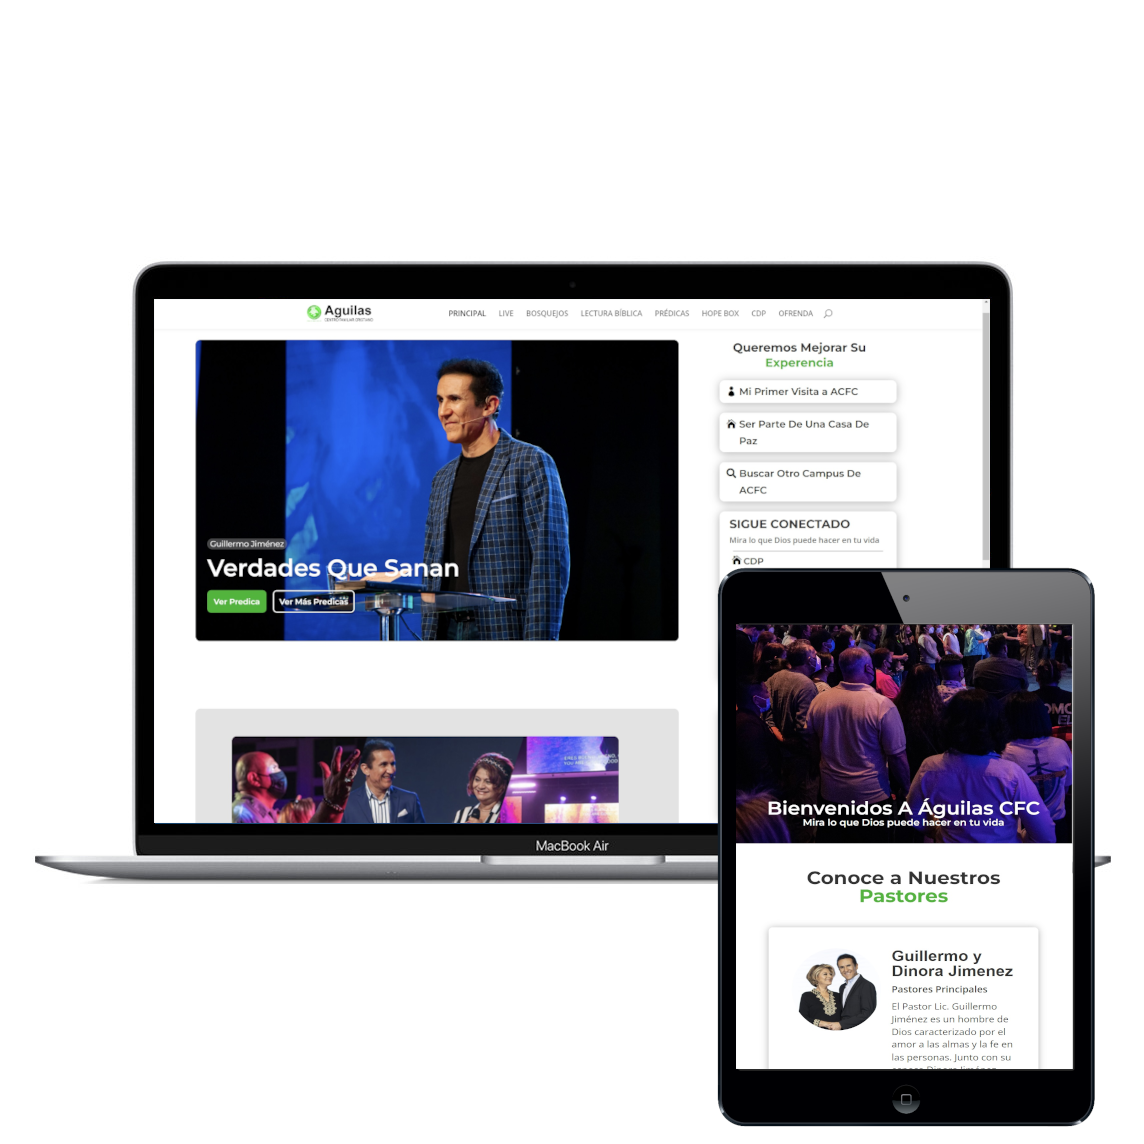 Aguilas
CENTRO FAMILIAR CRISTIANO
PRINCIPAL LIVE BOSQUEJOS LECTURA BÍBLICA PRÉDICAS HOPE BOX CDP OFRENDA
Guillermo Jiménez
Verdades Que Sanan
Ver Predica Ver Más Predicas
Queremos Mejorar Su
Experencia
Mi Primer Visita a ACFC
Ser Parte De Una Casa De
Paz
Buscar Otro Campus De
ACFC
SIGUE CONECTADO
Mira lo que Dios puede hacer en tu vida
CDP
MacBook Air
Bienvenidos A Águilas CFC
Mira lo que Dios puede hacer en tu vida
Conoce a Nuestros
Pastores
Guillermo y
Dinora Jimenez
Pastores Principales
El Pastor Lic. Guillermo
Jiménez es un hombre de
Dios caracterizado por el
amor a las almas y la fe en
las personas. Junto con su